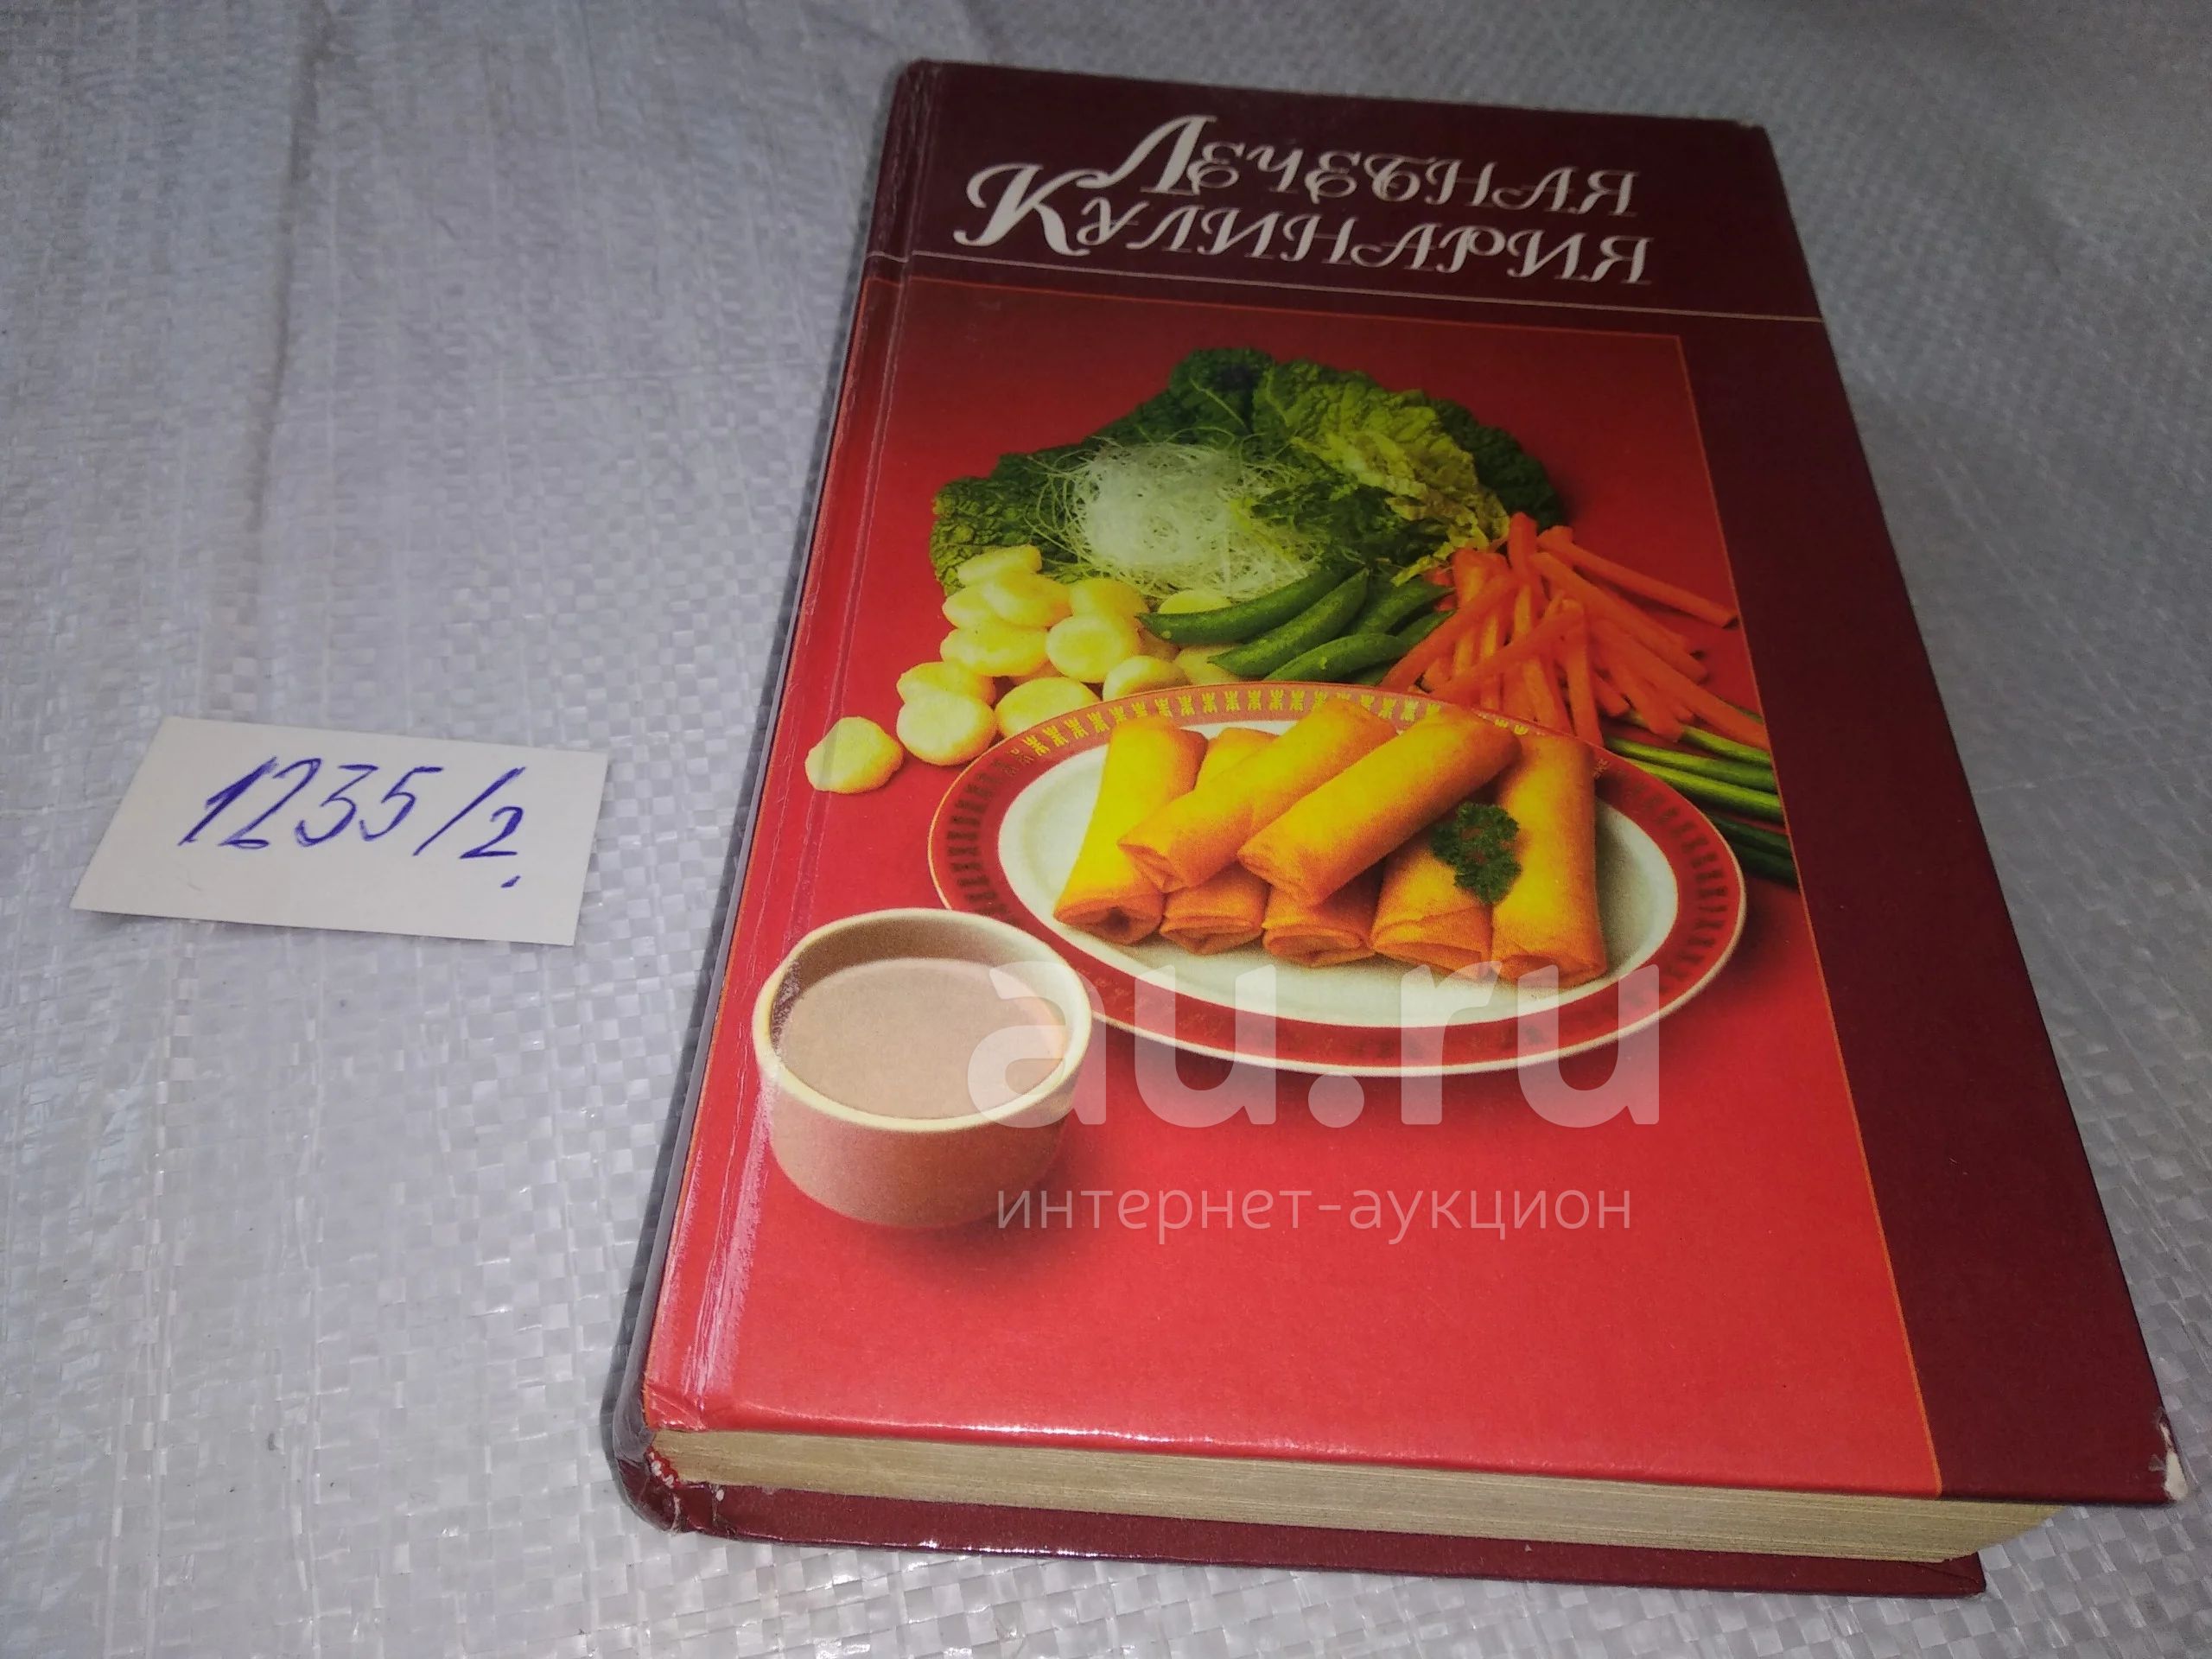 Лечебная
Кулинария
1235/2.
au.ru
интернет-аукцион